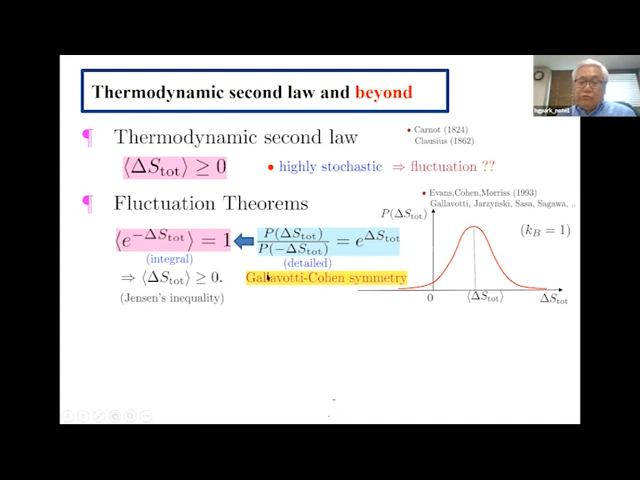 Thermodynamic second law and beyond
¶ Thermodynamic second law
• Carnot (1824)
Clausius (1862)
⟨ΔS_tot⟩ ≥ 0 • highly stochastic ⇒ fluctuation ??
¶ Fluctuation Theorems
• Evans,Cohen,Morriss (1993)
Gallavotti, Jarzynski, Sasa, Sagawa, ..
⟨e^{-ΔS_tot}⟩ = 1
P(ΔS_tot) / P(-ΔS_tot) = e^{ΔS_tot}
(integral)
(detailed)
⇒ ⟨ΔS_tot⟩ ≥ 0.
Gallavotti-Cohen symmetry
(Jensen's inequality)
P(ΔS_tot)
(k_B = 1)
0
⟨ΔS_tot⟩
ΔS_tot